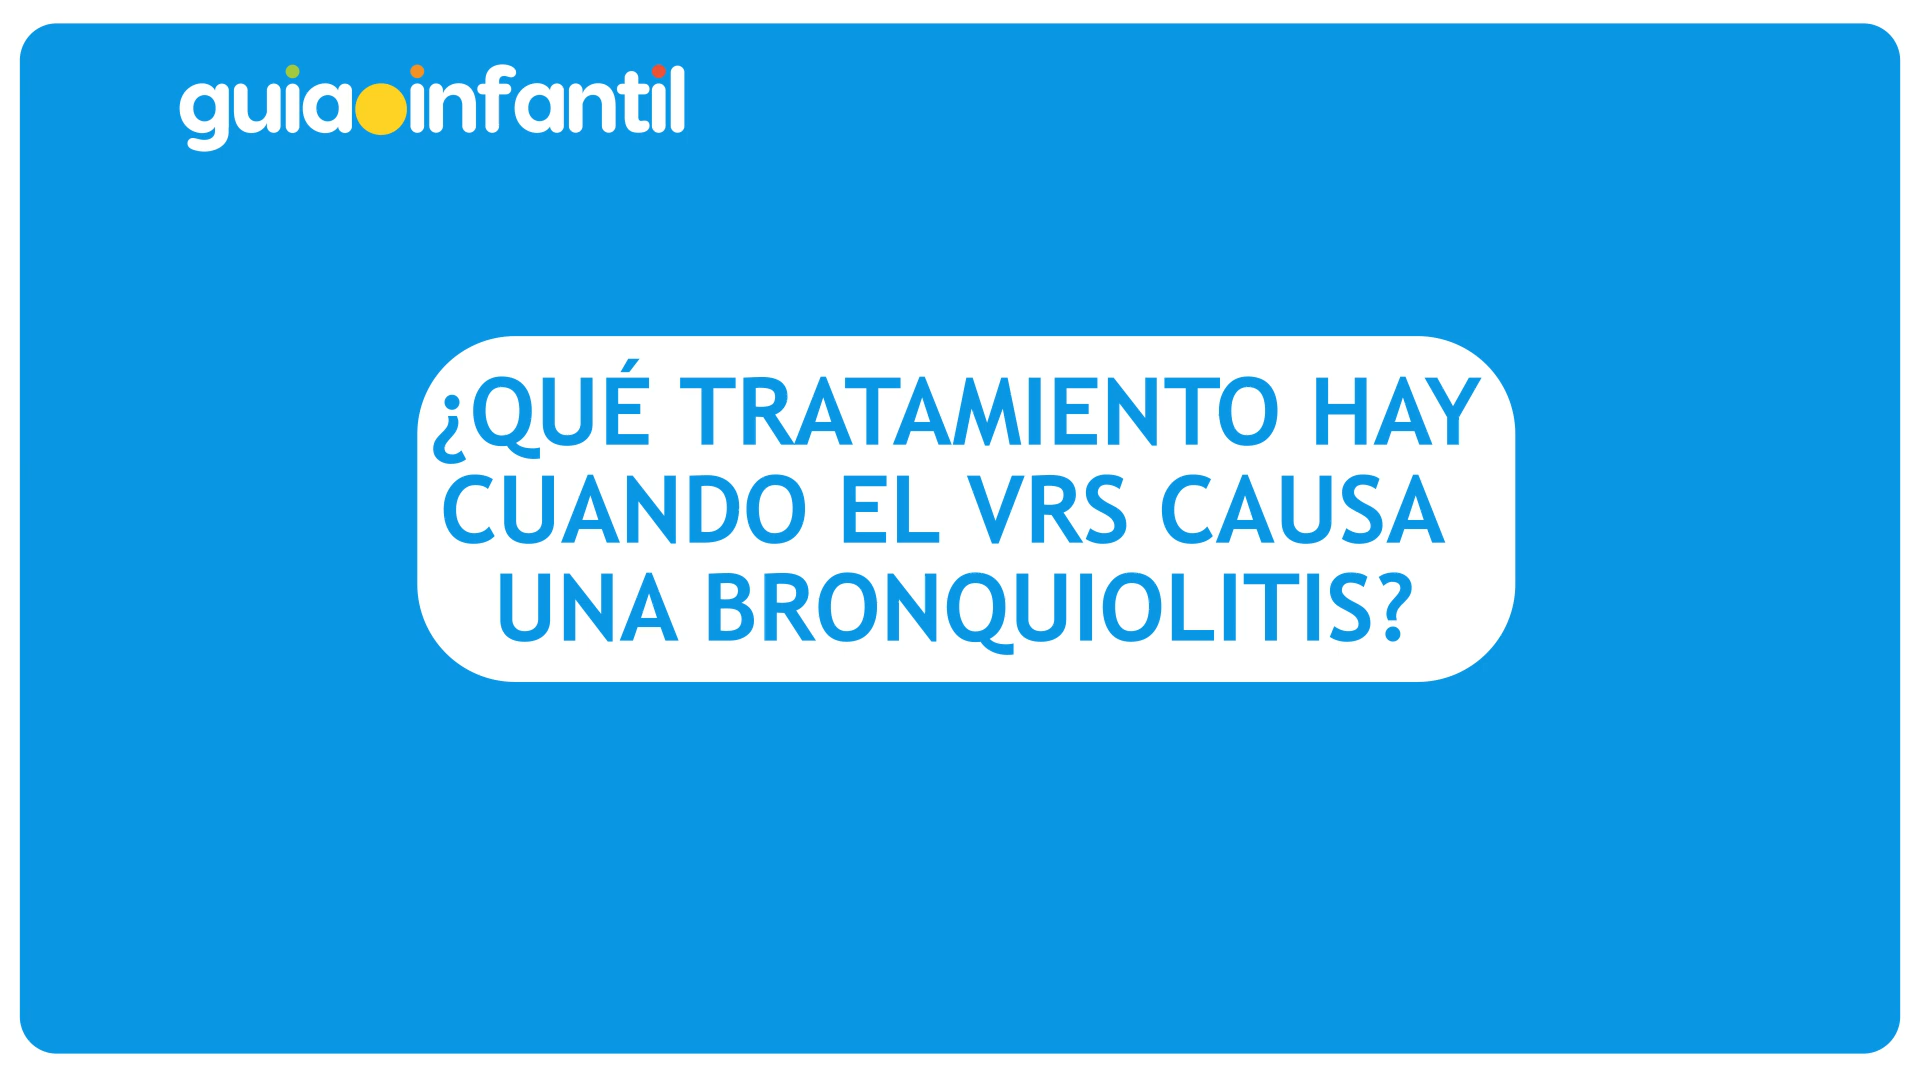 guiainfantil
¿QUÉ TRATAMIENTO HAY
CUANDO EL VRS CAUSA
UNA BRONQUIOLITIS?